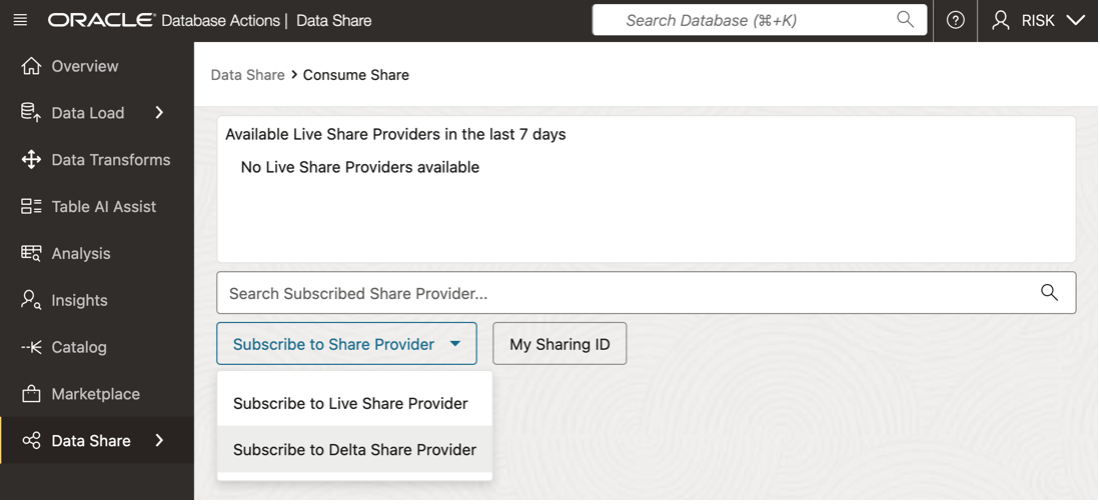 ORACLE Database Actions | Data Share
Search Database (⌘+K)
RISK
Overview
Data Load
Data Transforms
Table AI Assist
Analysis
Insights
Catalog
Marketplace
Data Share
Data Share > Consume Share
Available Live Share Providers in the last 7 days
No Live Share Providers available
Search Subscribed Share Provider...
Subscribe to Share Provider
My Sharing ID
Subscribe to Live Share Provider
Subscribe to Delta Share Provider